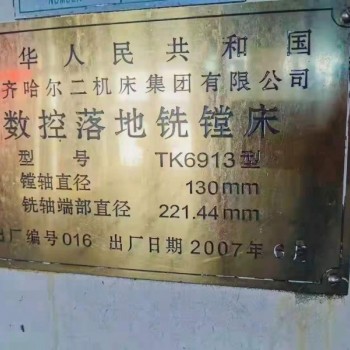 华人民共和国
齐哈尔二机床集团有限公司
数控落地铣镗床
型号 TK6913型
镗轴直径 130mm
铣轴端部直径 221.44mm
出厂编号016 出厂日期2007年6月